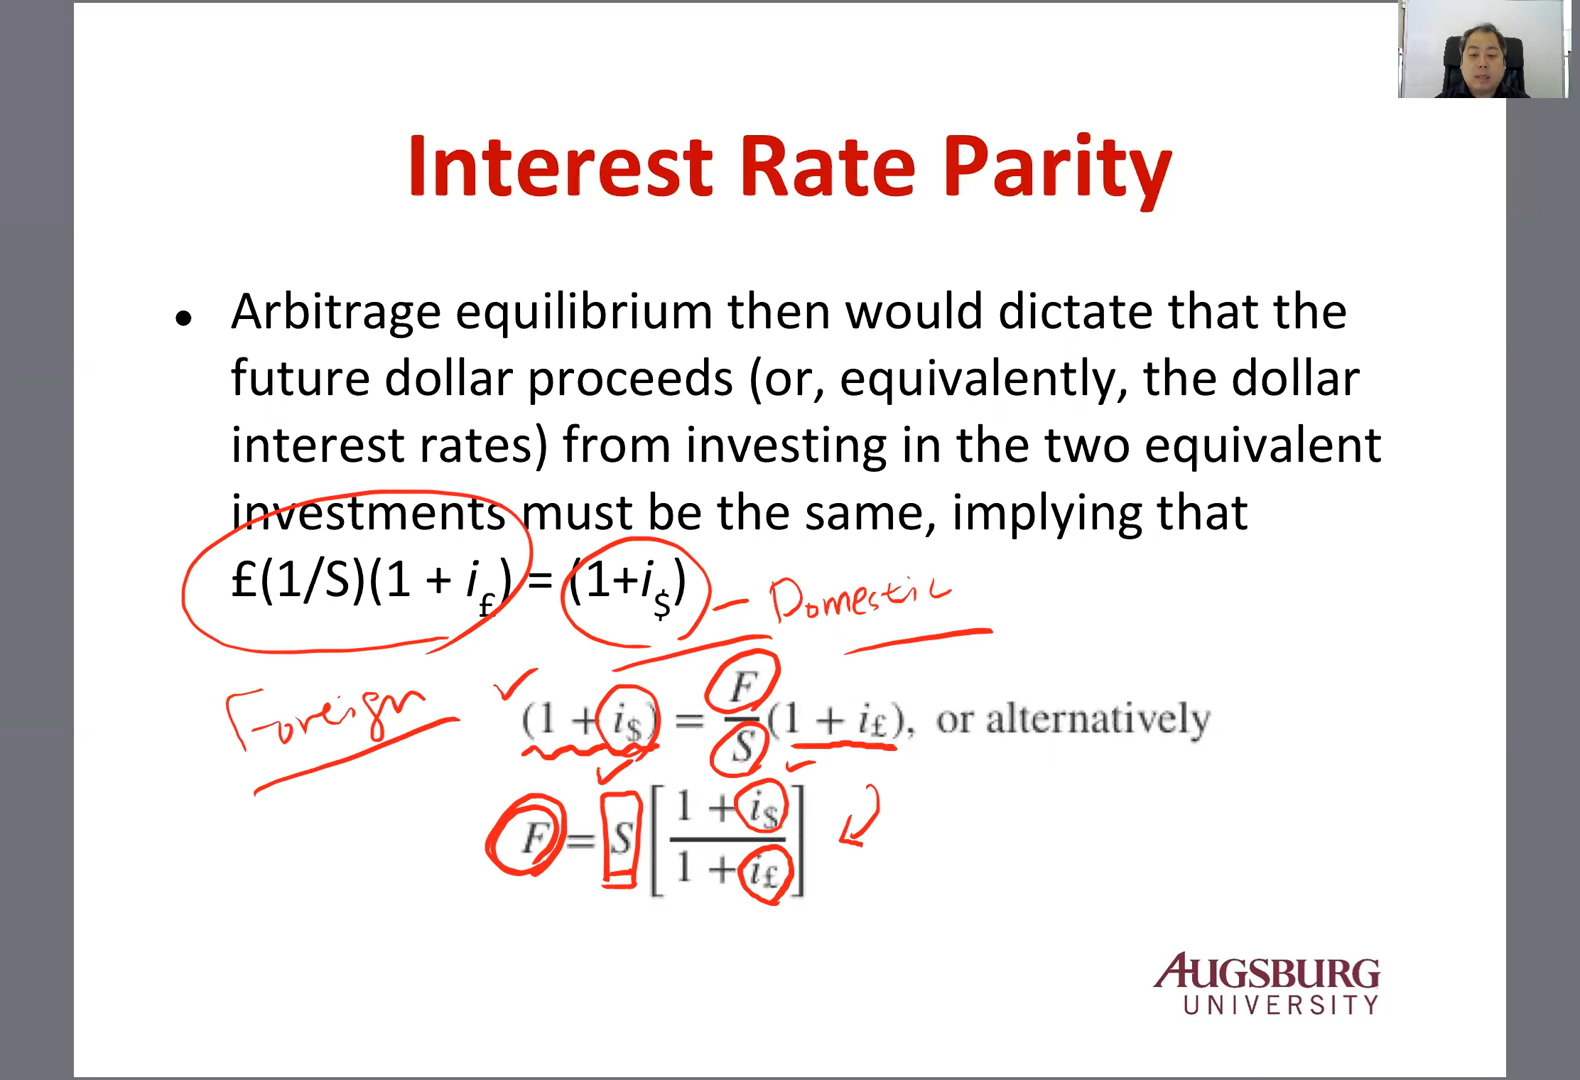 Interest Rate Parity
• Arbitrage equilibrium then would dictate that the
future dollar proceeds (or, equivalently, the dollar
interest rates) from investing in the two equivalent
investments must be the same, implying that
£(1/S)(1 + i£) = (1+i$) – Domestic
Foreign
(1 + i$) = F/S (1 + i£), or alternatively
F = S [1 + i$ / 1 + i£]
AUGSBURG
UNIVERSITY